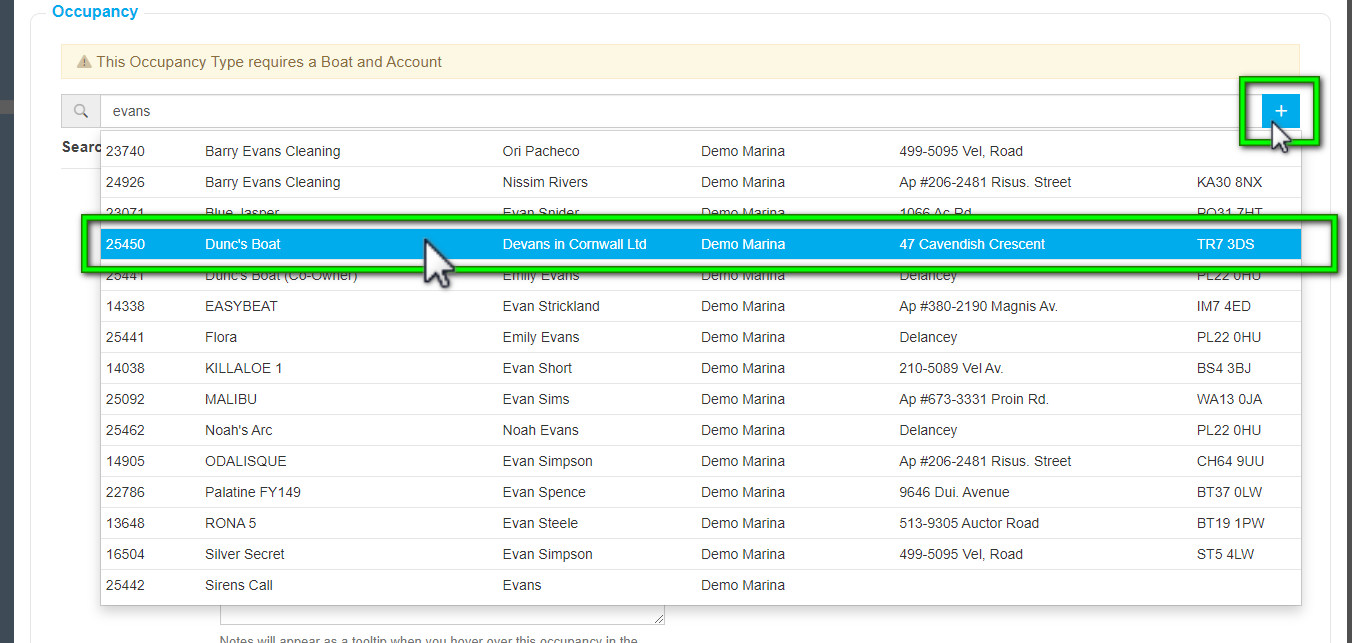 Occupancy
This Occupancy Type requires a Boat and Account
evans
+
Searc
23740 Barry Evans Cleaning Ori Pacheco Demo Marina 499-5095 Vel, Road
24926 Barry Evans Cleaning Nissim Rivers Demo Marina Ap #206-2481 Risus. Street KA30 8NX
23071 Blue Jasper Evan Snider Demo Marina 1066 Ac Rd. PO31 7HT
25450 Dunc's Boat Devans in Cornwall Ltd Demo Marina 47 Cavendish Crescent TR7 3DS
25441 Dunc's Boat (Co-Owner) Emily Evans Demo Marina Delancey PL22 0HU
14338 EASYBEAT Evan Strickland Demo Marina Ap #380-2190 Magnis Av. IM7 4ED
25441 Flora Emily Evans Demo Marina Delancey PL22 0HU
14038 KILLALOE 1 Evan Short Demo Marina 210-5089 Vel Av. BS4 3BJ
25092 MALIBU Evan Sims Demo Marina Ap #673-3331 Proin Rd. WA13 0JA
25462 Noah's Arc Noah Evans Demo Marina Delancey PL22 0HU
14905 ODALISQUE Evan Simpson Demo Marina Ap #206-2481 Risus. Street CH64 9UU
22786 Palatine FY149 Evan Spence Demo Marina 9646 Dui. Avenue BT37 0LW
13648 RONA 5 Evan Steele Demo Marina 513-9305 Auctor Road BT19 1PW
16504 Silver Secret Evan Simpson Demo Marina 499-5095 Vel, Road ST5 4LW
25442 Sirens Call Evans Demo Marina
Notes will appear as a tooltip when you hover over this occupancy in the